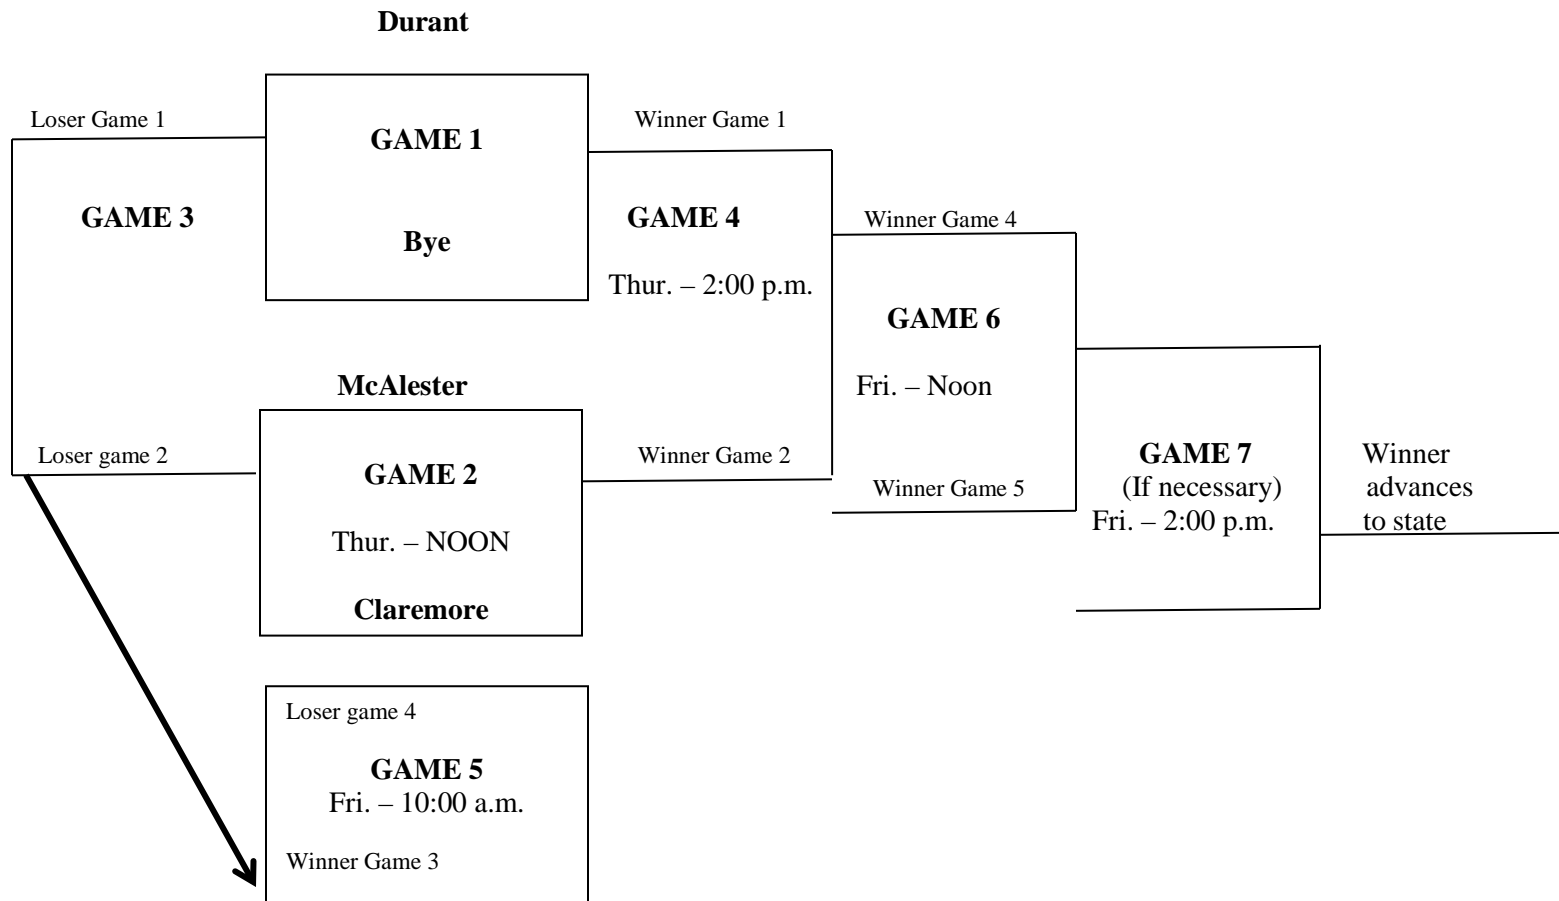 Durant
Loser Game 1
GAME 1
Winner Game 1
GAME 3
GAME 4
Winner Game 4
Bye
Thur. – 2:00 p.m.
GAME 6
McAlester
Fri. – Noon
Loser game 2
GAME 2
Winner Game 2
GAME 7
Winner
(If necessary)
advances
Winner Game 5
Fri. – 2:00 p.m.
to state
Thur. – NOON
Claremore
Loser game 4
GAME 5
Fri. – 10:00 a.m.
Winner Game 3